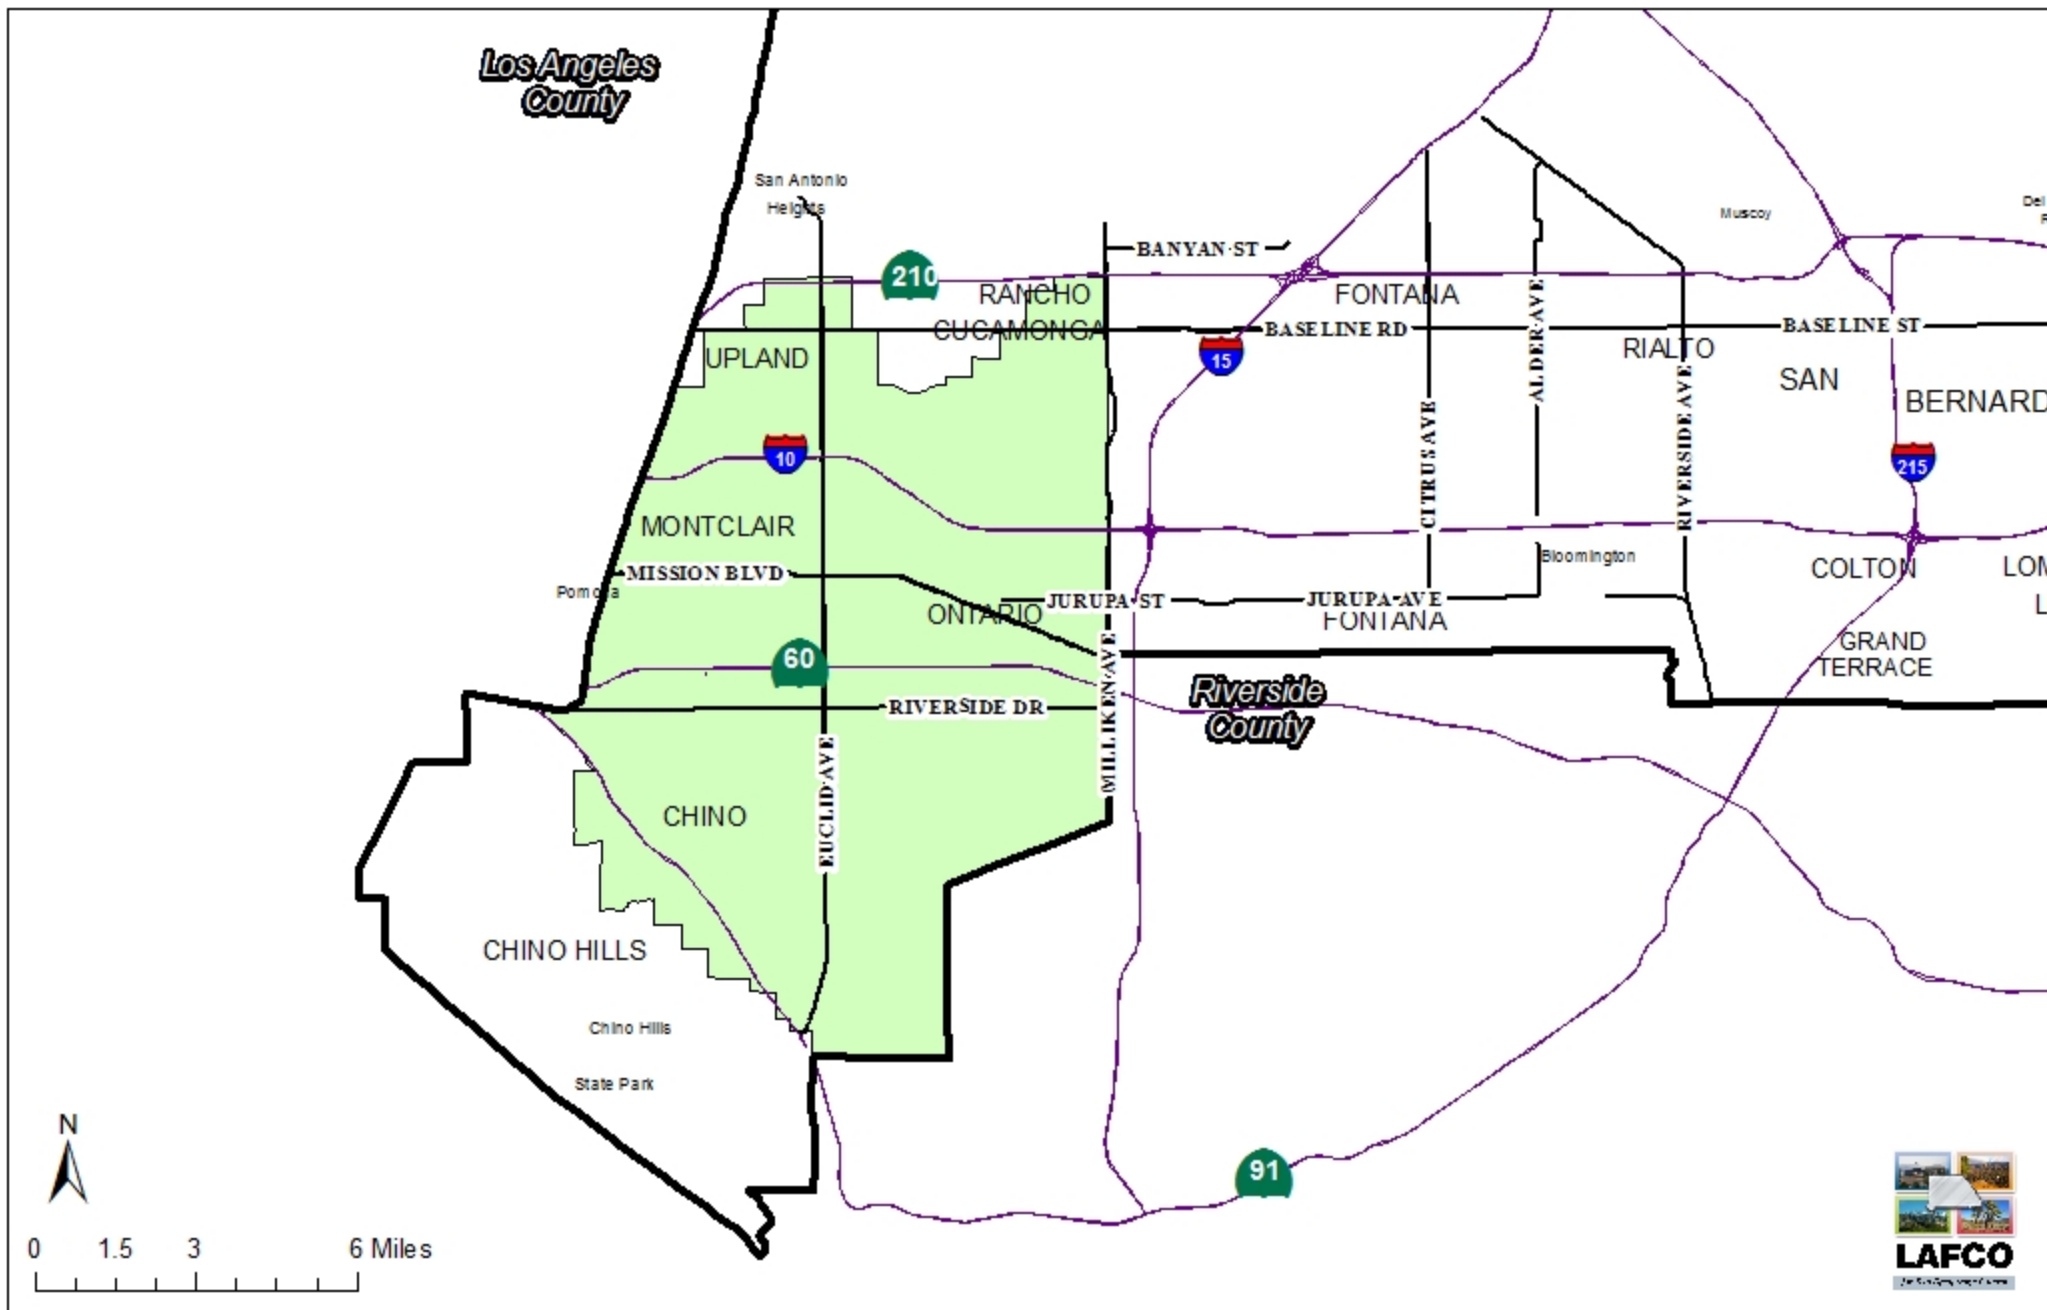 Los Angeles
County
San Antonio
Heights
Muscoy
Del
BANYAN ST
210
RANCHO
CUCAMONGA
FONTANA
BASELINE RD
BASELINE ST
15
UPLAND
RIALTO
SAN
BERNARD
ALDER AVE
CITRUS AVE
RIVERSIDE AVE
10
215
MONTCLAIR
MISSION BLVD
Pomona
ONTARIO
JURUPA ST
JURUPA AVE
FONTANA
Bloomington
COLTON
LOM
L
GRAND
TERRACE
60
Riverside
County
RIVERSIDE DR
MILLIKEN AVE
EUCLID AVE
CHINO
CHINO HILLS
Chino Hills
State Park
91
N
0 1.5 3 6 Miles
LAFCO